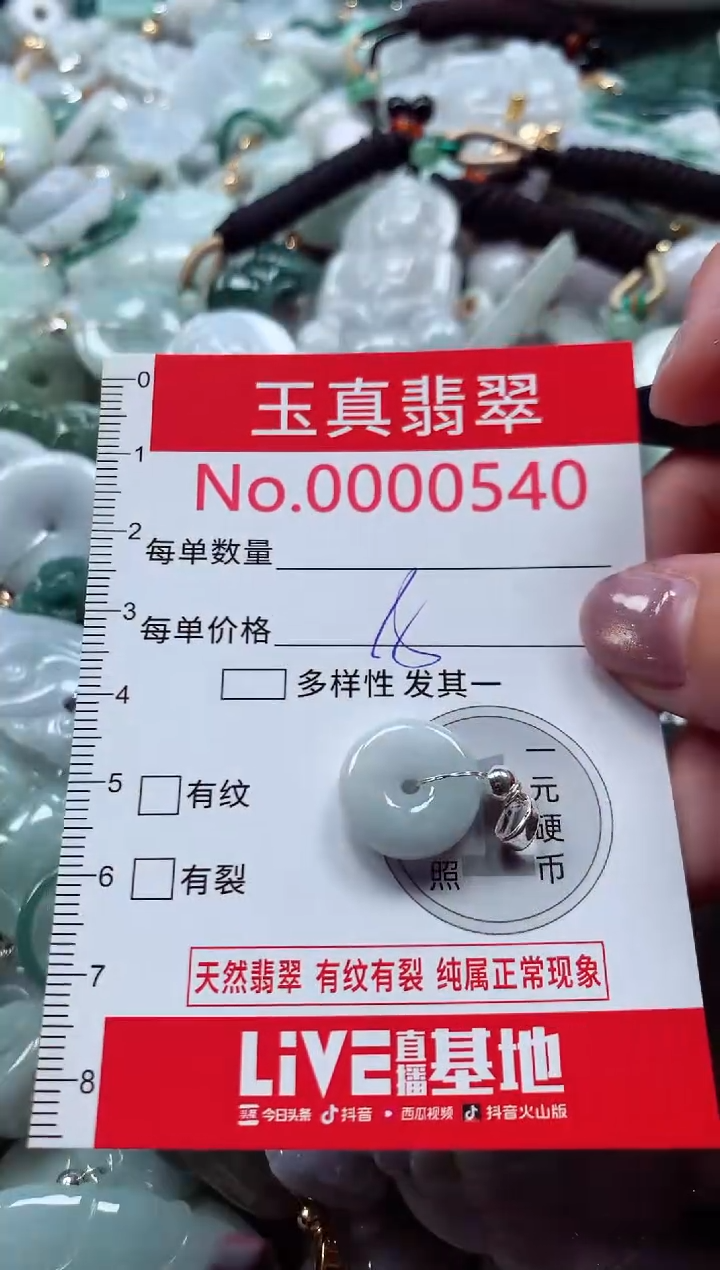 0
玉真翡翠
1
No.0000540
2
每单数量
3
每单价格
4
多样性 发其一
5
有纹
一元硬币
照
6
有裂
7
天然翡翠 有纹有裂 纯属正常现象
LiVE直播基地
8
头条 今日头条 抖音 西瓜视频 抖音火山版